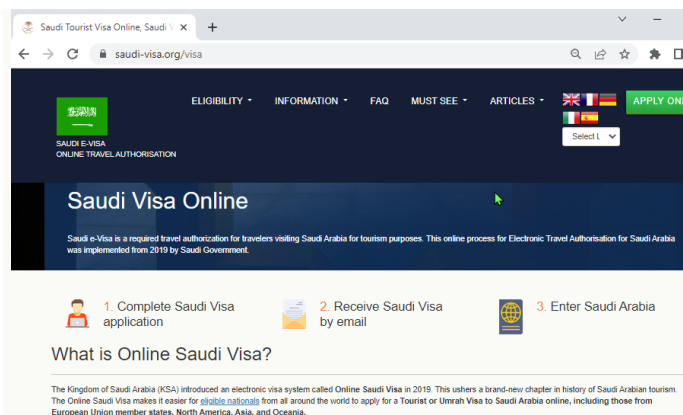 Saudi Tourist Visa Online, Saudi V
saudi-visa.org/visa
ELIGIBILITY INFORMATION FAQ MUST SEE ARTICLES APPLY ONL
Select L
SAUDI E-VISA
ONLINE TRAVEL AUTHORISATION
Saudi Visa Online
Saudi e-Visa is a required travel authorization for travelers visiting Saudi Arabia for tourism purposes. This online process for Electronic Travel Authorisation for Saudi Arabia
was implemented from 2019 by Saudi Government.
1. Complete Saudi Visa 2. Receive Saudi Visa 3. Enter Saudi Arabia
application by email
What is Online Saudi Visa?
The Kingdom of Saudi Arabia (KSA) introduced an electronic visa system called Online Saudi Visa in 2019. This ushers a brand-new chapter in history of Saudi Arabian tourism.
The Online Saudi Visa makes it easier for eligible nationals from all around the world to apply for a Tourist or Umrah Visa to Saudi Arabia online, including those from
European Union member states, North America, Asia, and Oceania.